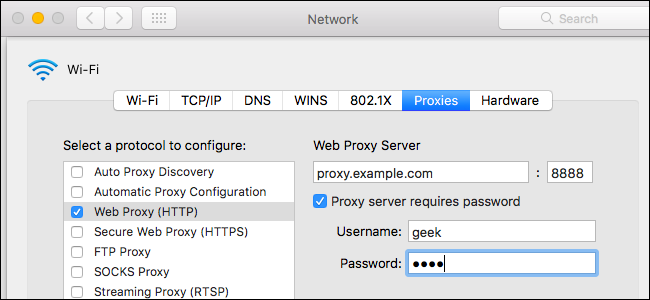 Network
Search
Wi-Fi
Wi-Fi TCP/IP DNS WINS 802.1X Proxies Hardware
Select a protocol to configure:
Auto Proxy Discovery
Automatic Proxy Configuration
Web Proxy (HTTP)
Secure Web Proxy (HTTPS)
FTP Proxy
SOCKS Proxy
Streaming Proxy (RTSP)
Web Proxy Server
proxy.example.com : 8888
Proxy server requires password
Username: geek
Password: ••••